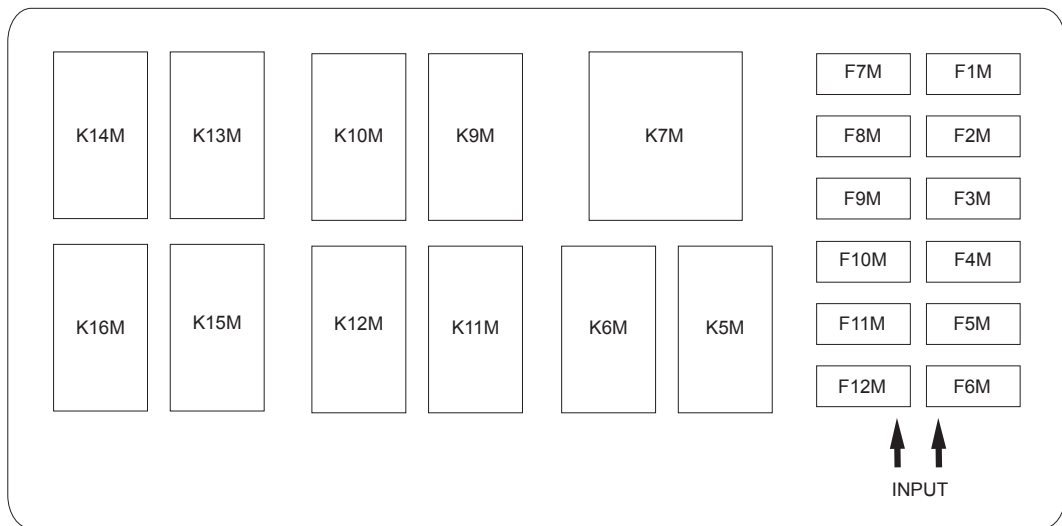 F7M F1M
K14M K13M K10M K9M K7M
F8M F2M
F9M F3M
F10M F4M
K16M K15M K12M K11M K6M K5M
F11M F5M
F12M F6M
INPUT